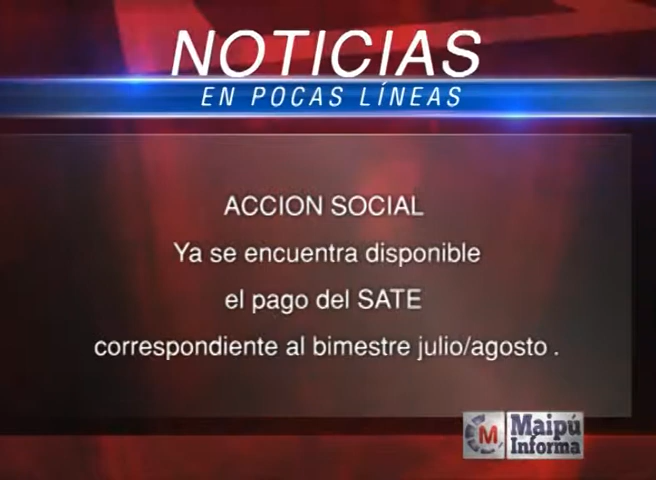 NOTICIAS
EN POCAS LÍNEAS
ACCION SOCIAL
Ya se encuentra disponible
el pago del SATE
correspondiente al bimestre julio/agosto .
M
Maipú
Informa